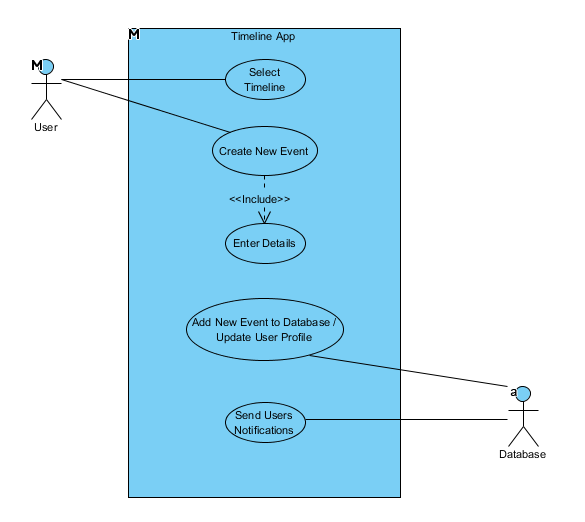 M
Timeline App
M
User
Select
Timeline
Create New Event
<<Include>>
Enter Details
Add New Event to Database /
Update User Profile
a
Database
Send Users
Notifications